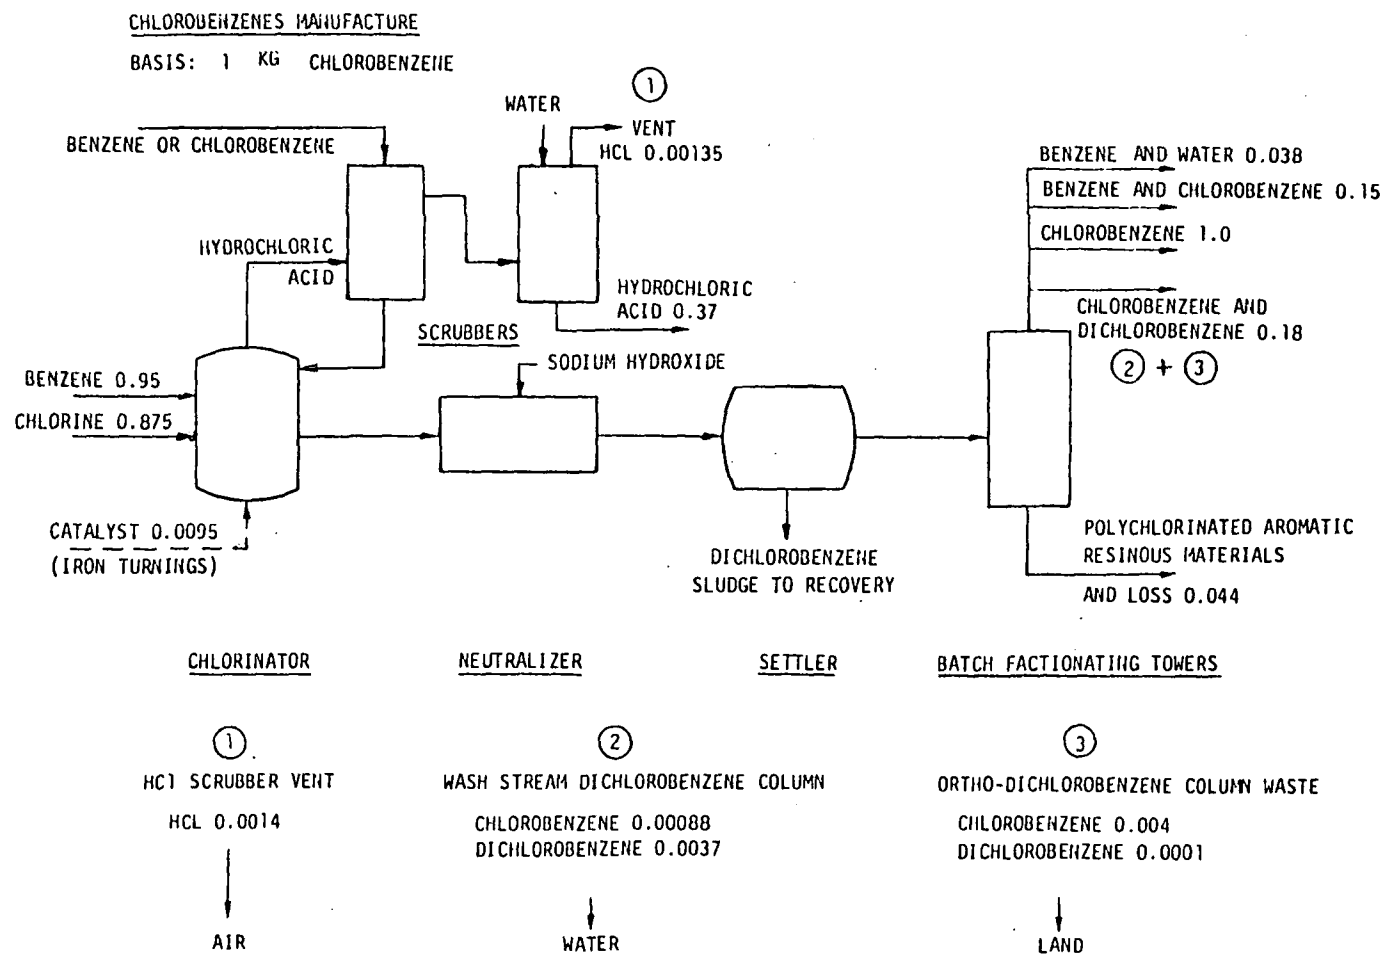 CHLOROBENZENES MANUFACTURE
BASIS: 1 KG CHLOROBENZENE
1
WATER
VENT
HCL 0.00135
BENZENE OR CHLOROBENZENE
BENZENE AND WATER 0.038
BENZENE AND CHLOROBENZENE 0.15
CHLOROBENZENE 1.0
HYDROCHLORIC
ACID
HYDROCHLORIC
ACID 0.37
CHLOROBENZENE AND
DICHLOROBENZENE 0.18
2 + 3
SCRUBBERS
SODIUM HYDROXIDE
BENZENE 0.95
CHLORINE 0.875
CATALYST 0.0095
(IRON TURNINGS)
DICHLOROBENZENE
SLUDGE TO RECOVERY
POLYCHLORINATED AROMATIC
RESINOUS MATERIALS
AND LOSS 0.044
CHLORINATOR
NEUTRALIZER
SETTLER
BATCH FACTIONATING TOWERS
1
HCl SCRUBBER VENT
HCL 0.0014
AIR
2
WASH STREAM DICHLOROBENZENE COLUMN
CHLOROBENZENE 0.00088
DICHLOROBENZENE 0.0037
WATER
3
ORTHO-DICHLOROBENZENE COLUMN WASTE
CHLOROBENZENE 0.004
DICHLOROBENZENE 0.0001
LAND